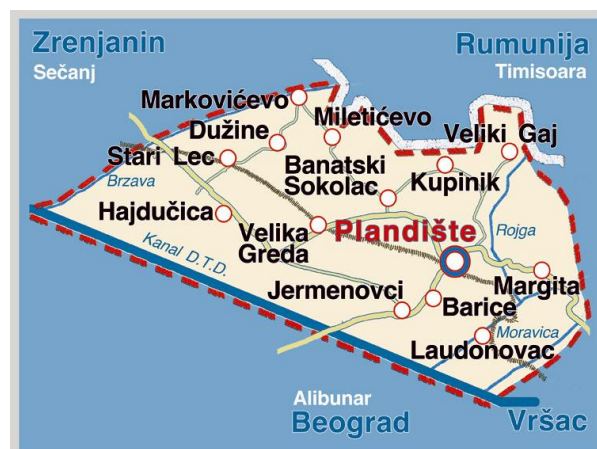 Zrenjanin
Sečanj
Rumunija
Timisoara
Markovićevo
Miletićevo
Dužine
Veliki Gaj
Stari Lec
Banatski
Sokolac
Kupinik
Brzava
Hajdučica
Velika
Greda
Plandište
Rojga
Kanal D.T.D.
Jermenovci
Margita
Barice
Moravica
Laudonovac
Alibunar
Beograd
Vršac